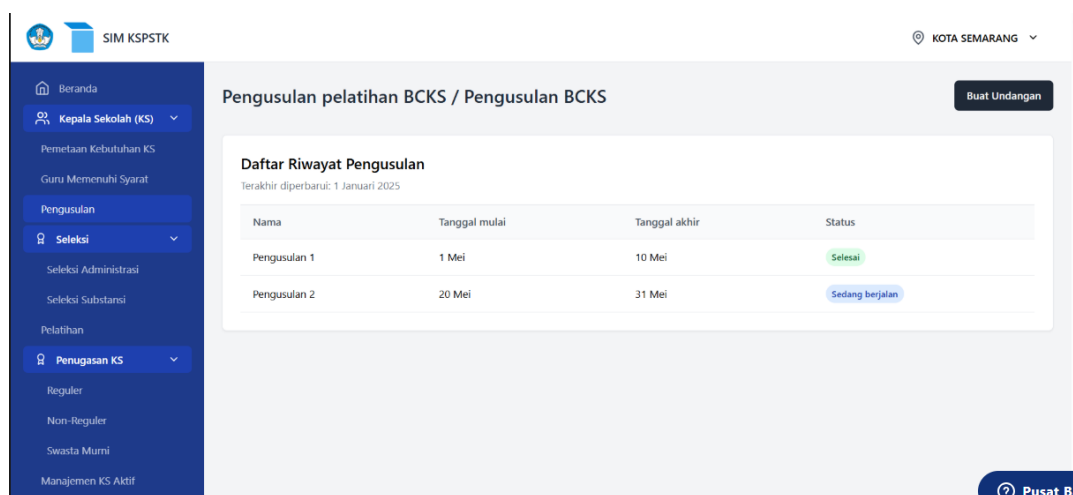 SIM KSPSTK
KOTA SEMARANG
Beranda
Kepala Sekolah (KS)
Pemetaan Kebutuhan KS
Guru Memenuhi Syarat
Pengusulan
Seleksi
Seleksi Administrasi
Seleksi Substansi
Pelatihan
Penugasan KS
Reguler
Non-Reguler
Swasta Murni
Manajemen KS Aktif
Pengusulan pelatihan BCKS / Pengusulan BCKS
Buat Undangan
Daftar Riwayat Pengusulan
Terakhir diperbarui: 1 Januari 2025
Nama Tanggal mulai Tanggal akhir Status
Pengusulan 1 1 Mei 10 Mei Selesai
Pengusulan 2 20 Mei 31 Mei Sedang berjalan
Pusat B